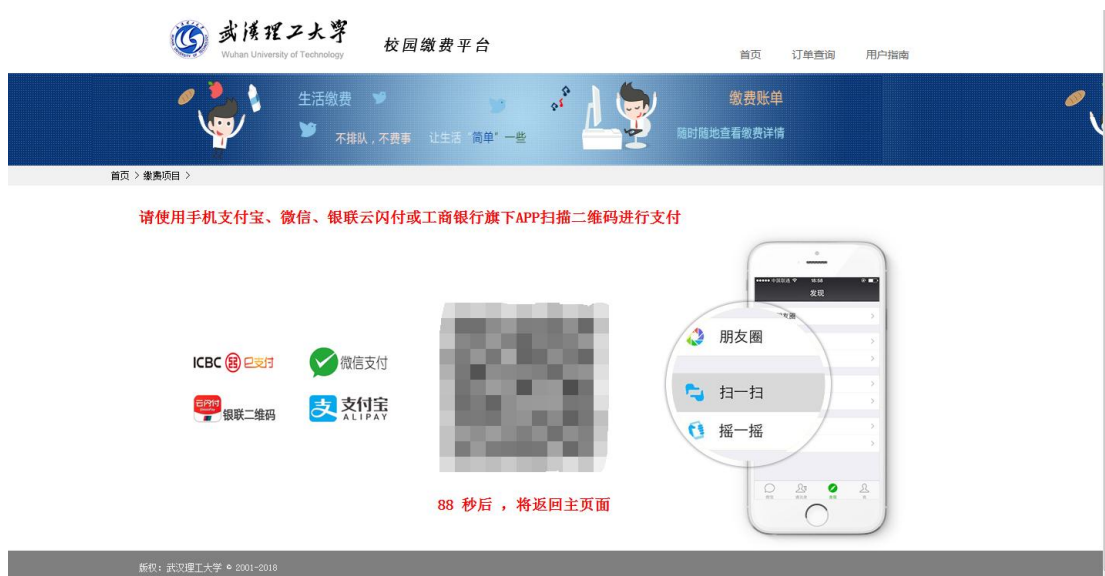 武汉理工大学
Wuhan University of Technology
校园缴费平台
首页 订单查询 用户指南
生活缴费
不排队，不费事 让生活“简单”一些
缴费账单
随时随地查看缴费详情
首页 > 缴费项目 >
请使用手机支付宝、微信、银联云闪付或工商银行旗下APP扫描二维码进行支付
发现
朋友圈
扫一扫
摇一摇
ICBC e支付
微信支付
云闪付
银联二维码
支付宝
ALIPAY
88 秒后 ，将返回主页面
版权：武汉理工大学 © 2001-2018